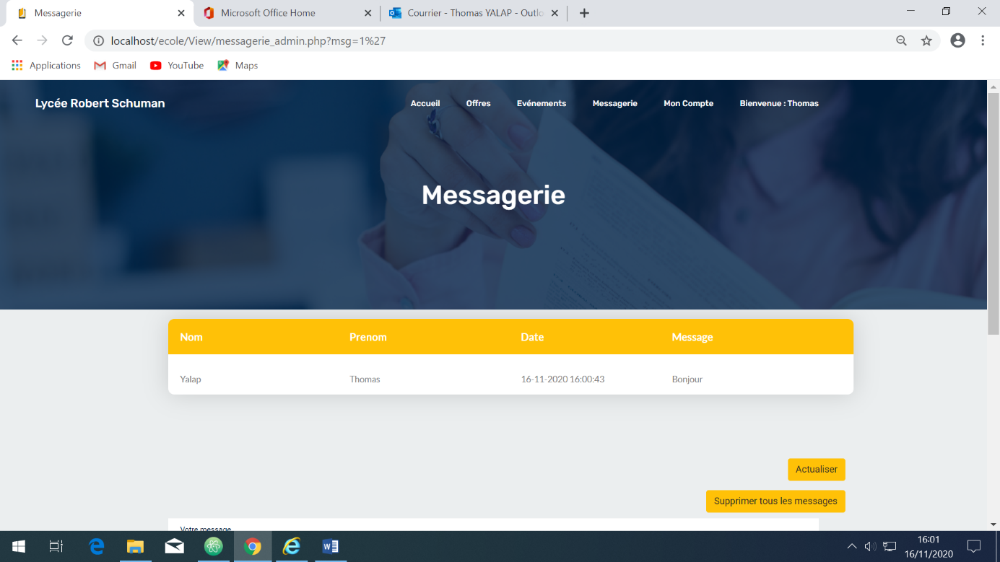 Messagerie
Microsoft Office Home
Courrier - Thomas YALAP - Outlo
localhost/ecole/View/messagerie_admin.php?msg=1%27
Applications Gmail YouTube Maps
Lycée Robert Schuman Accueil Offres Evénements Messagerie Mon Compte Bienvenue : Thomas
Messagerie
Nom Prenom Date Message
Yalap Thomas 16-11-2020 16:00:43 Bonjour
Actualiser
Supprimer tous les messages
Votre message
16:01
16/11/2020